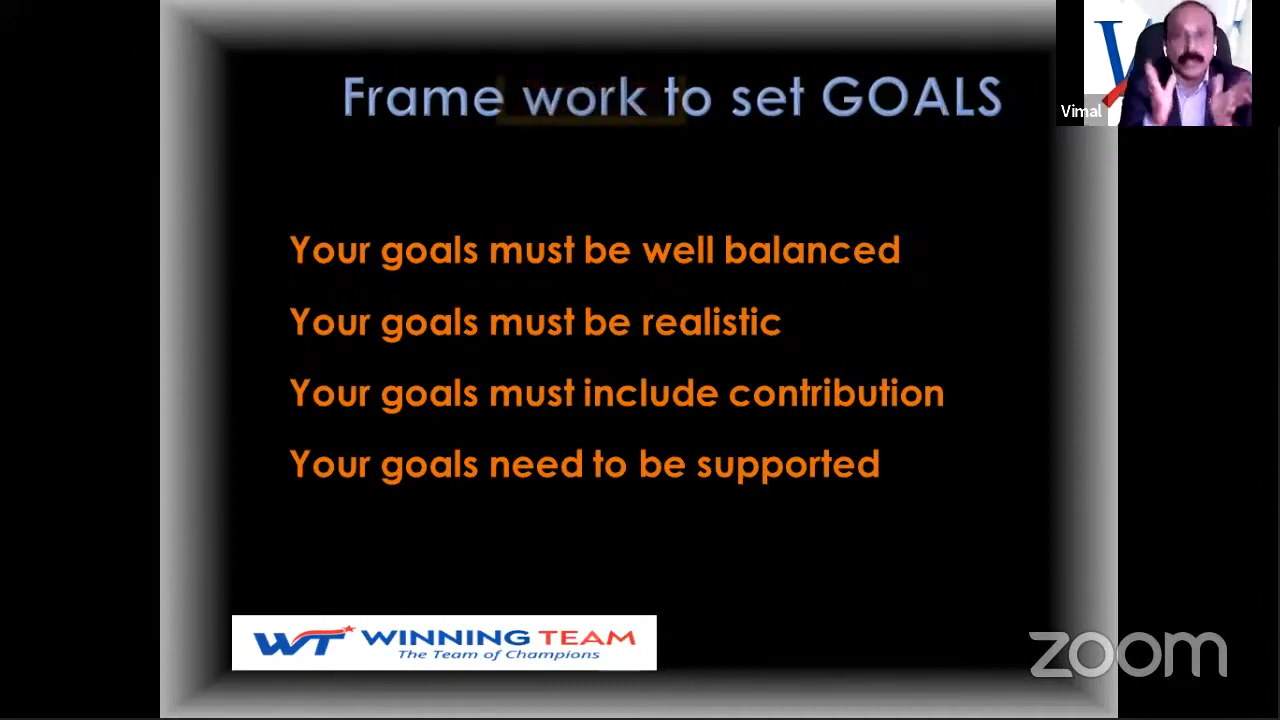 Frame work to set GOALS
Vimal
Your goals must be well balanced
Your goals must be realistic
Your goals must include contribution
Your goals need to be supported
WT WINNING TEAM
The Team of Champions
zoom